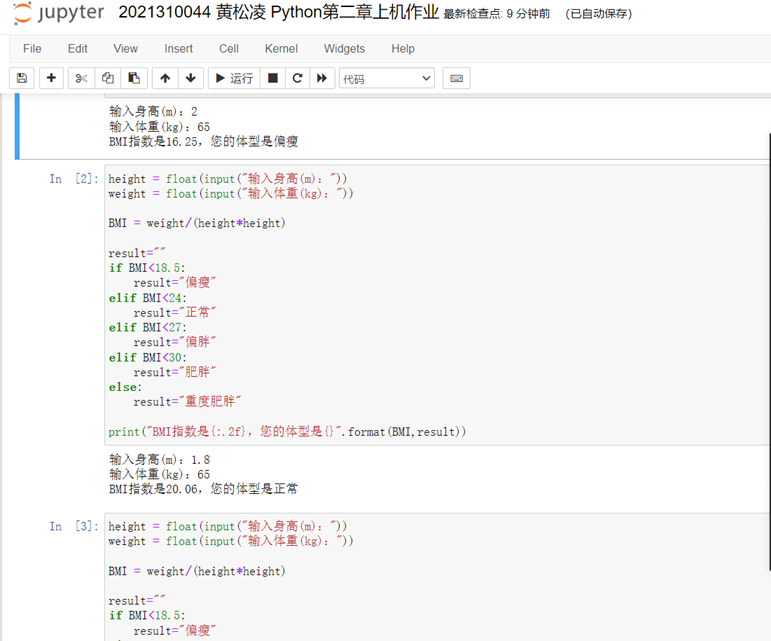 jupyter 2021310044 黄松凌 Python第二章上机作业 最新检查点: 9 分钟前 (已自动保存)
File Edit View Insert Cell Kernel Widgets Help
运行 代码
输入身高(m): 2
输入体重(kg): 65
BMI指数是16.25，您的体型是偏瘦
In [2]: height = float(input("输入身高(m): "))
weight = float(input("输入体重(kg): "))
BMI = weight/(height*height)
result=""
if BMI<18.5:
result="偏瘦"
elif BMI<24:
result="正常"
elif BMI<27:
result="偏胖"
elif BMI<30:
result="肥胖"
else:
result="重度肥胖"
print("BMI指数是{:.2f}，您的体型是{}".format(BMI,result))
输入身高(m): 1.8
输入体重(kg): 65
BMI指数是20.06，您的体型是正常
In [3]: height = float(input("输入身高(m): "))
weight = float(input("输入体重(kg): "))
BMI = weight/(height*height)
result=""
if BMI<18.5:
result="偏瘦"